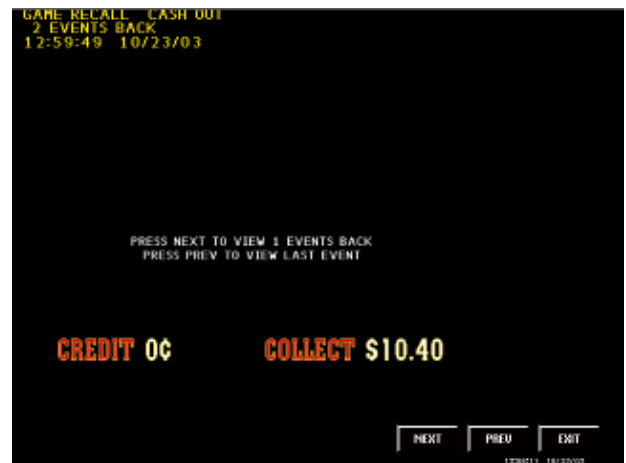 GAME RECALL CASH OUT
2 EVENTS BACK
12:59:49 10/23/03
PRESS NEXT TO VIEW 1 EVENTS BACK
PRESS PREV TO VIEW LAST EVENT
CREDIT 0¢ COLLECT $10.40
NEXT PREV EXIT